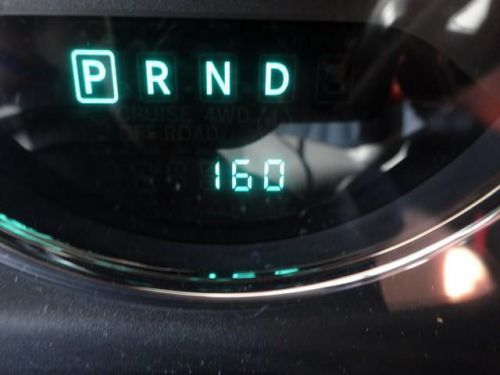 P R N D
CRUISE 4WD
OFF ROAD
160